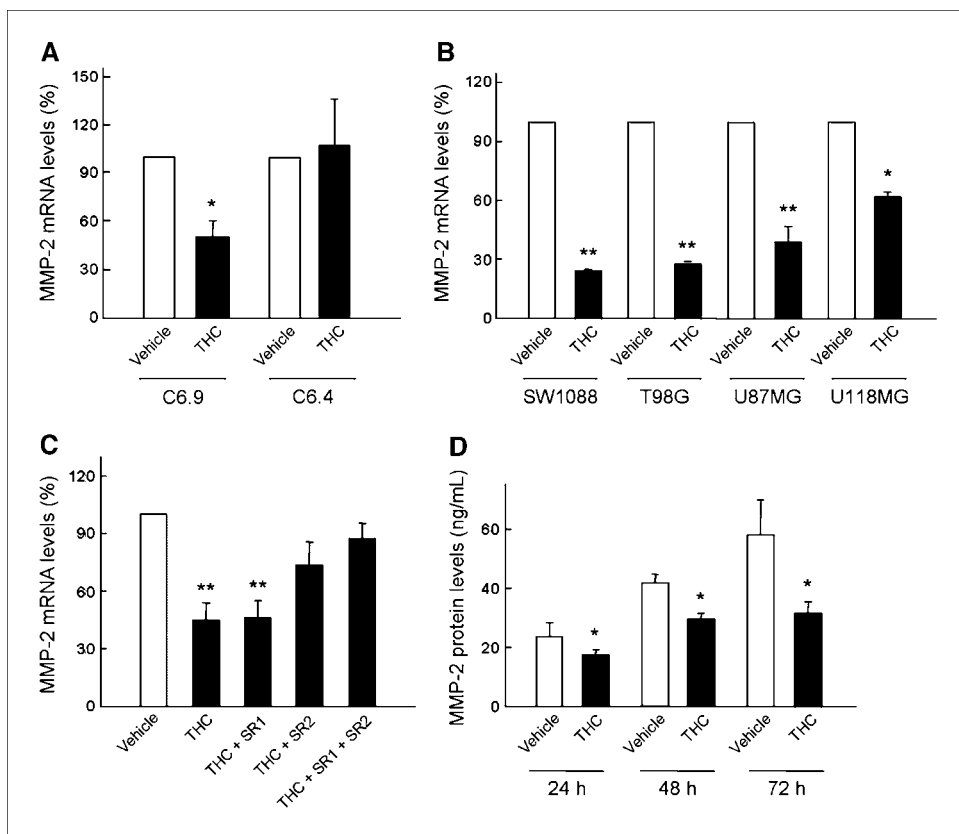 A
MMP-2 mRNA levels (%)
150
120
90
60
30
0
*
Vehicle
THC
Vehicle
THC
C6.9
C6.4
B
MMP-2 mRNA levels (%)
120
90
60
30
0
**
**
**
*
Vehicle
THC
Vehicle
THC
Vehicle
THC
Vehicle
THC
SW1088
T98G
U87MG
U118MG
C
MMP-2 mRNA levels (%)
120
90
60
30
0
**
**
Vehicle
THC
THC + SR1
THC + SR2
THC + SR1 + SR2
D
MMP-2 protein levels (ng/mL)
60
40
20
0
*
*
*
Vehicle
THC
Vehicle
THC
Vehicle
THC
24 h
48 h
72 h